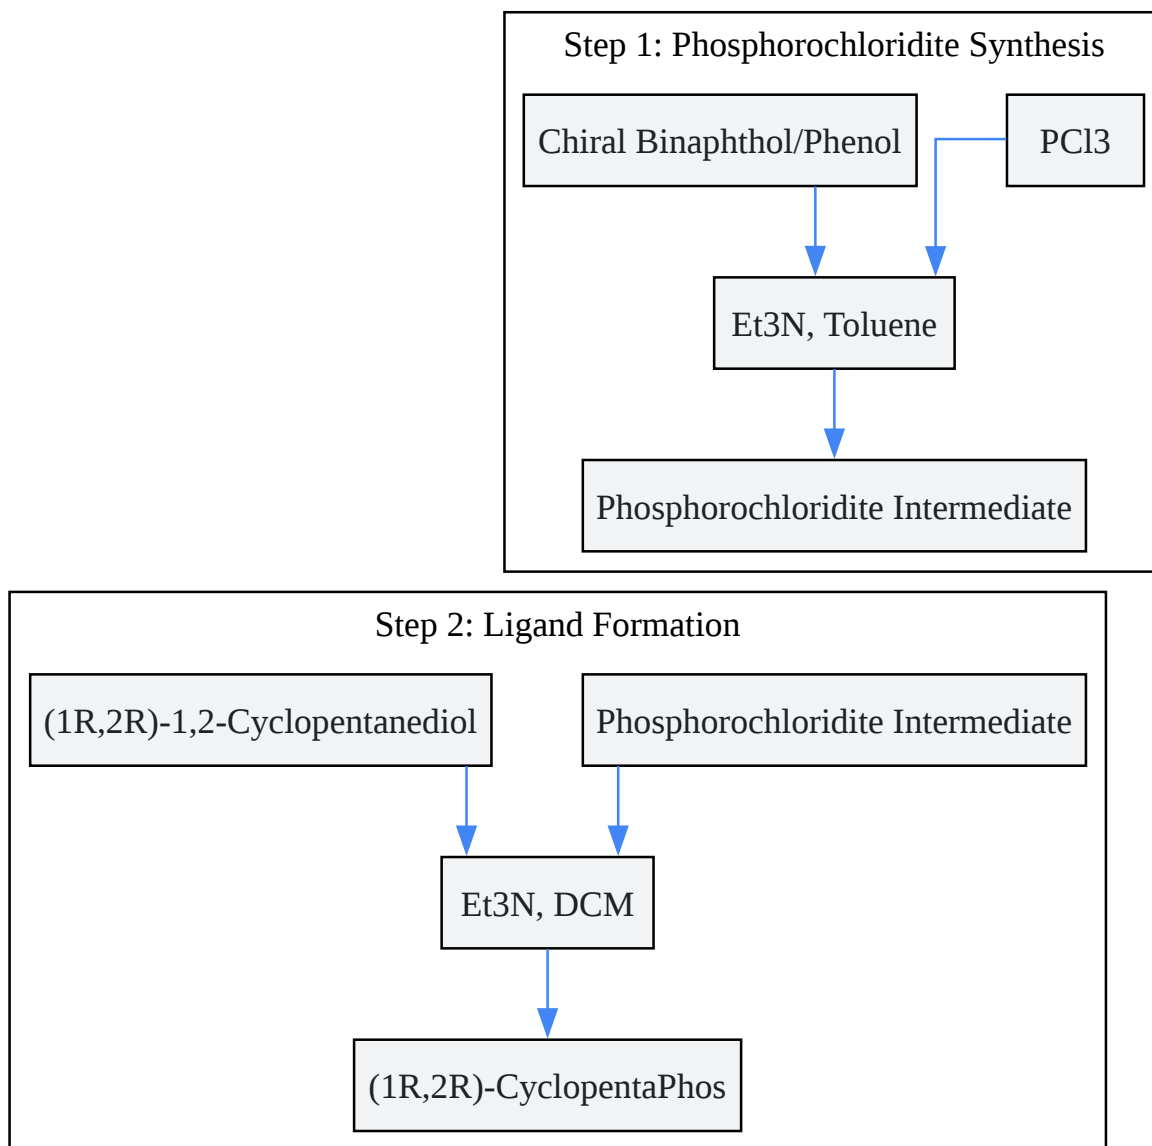 Step 1: Phosphorochloridite Synthesis
Chiral Binaphthol/Phenol
PCl3
Et3N, Toluene
Phosphorochloridite Intermediate
Step 2: Ligand Formation
(1R,2R)-1,2-Cyclopentanediol
Phosphorochloridite Intermediate
Et3N, DCM
(1R,2R)-CyclopentaPhos